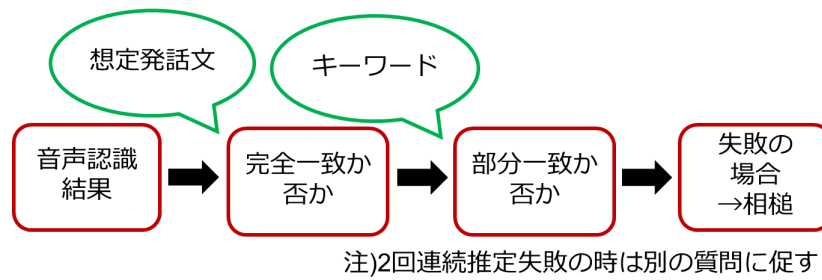 想定発話文
キーワード
音声認識
結果
完全一致か
否か
部分一致か
否か
失敗の
場合
→相槌
注)2回連続推定失敗の時は別の質問に促す